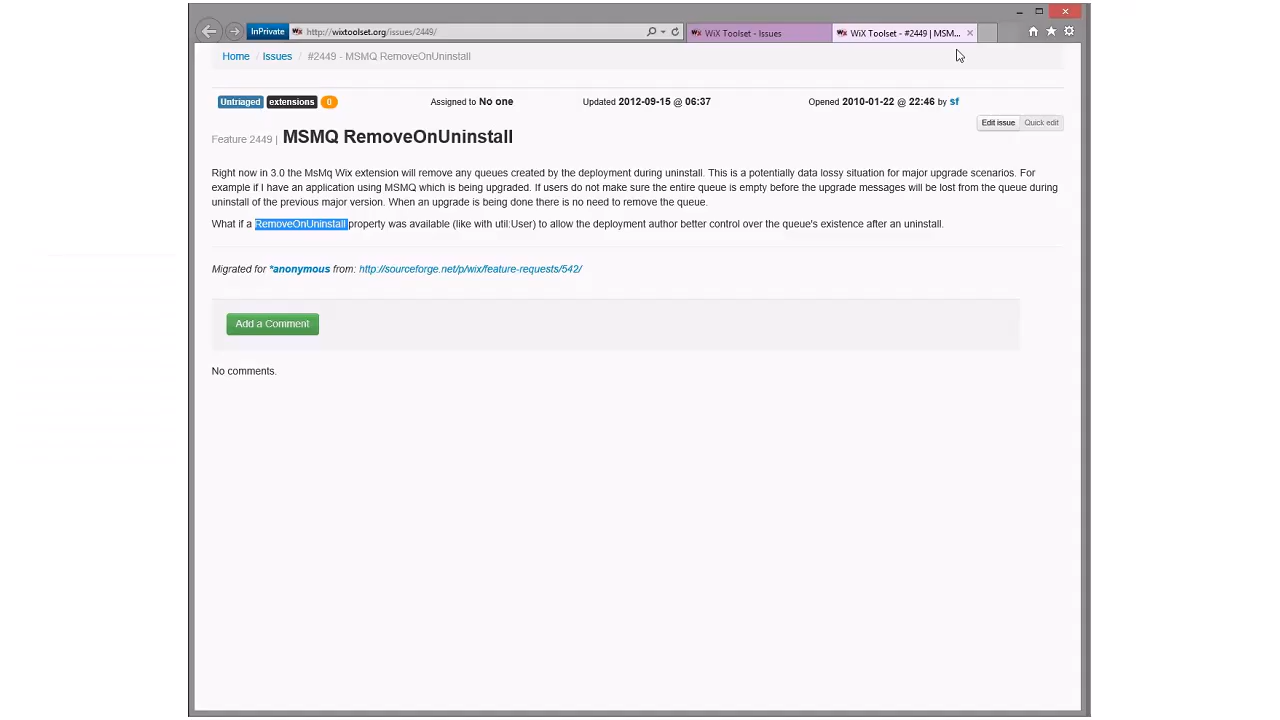 InPrivate http://wixtoolset.org/issues/2449/ WiX Toolset - Issues WiX Toolset - #2449 | MSM...
Home / Issues / #2449 - MSMQ RemoveOnUninstall
Untriaged extensions 0 Assigned to No one Updated 2012-09-15 @ 06:37 Opened 2010-01-22 @ 22:46 by sf
Edit issue Quick edit
Feature 2449 | MSMQ RemoveOnUninstall
Right now in 3.0 the MsMq Wix extension will remove any queues created by the deployment during uninstall. This is a potentially data lossy situation for major upgrade scenarios. For
example if I have an application using MSMQ which is being upgraded. If users do not make sure the entire queue is empty before the upgrade messages will be lost from the queue during
uninstall of the previous major version. When an upgrade is being done there is no need to remove the queue.
What if a RemoveOnUninstall property was available (like with util:User) to allow the deployment author better control over the queue's existence after an uninstall.
Migrated for *anonymous from: http://sourceforge.net/p/wix/feature-requests/542/
Add a Comment
No comments.